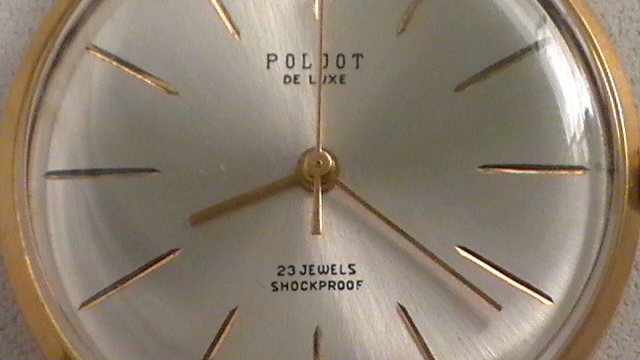 POLJOT
DE LUXE
23 JEWELS
SHOCKPROOF